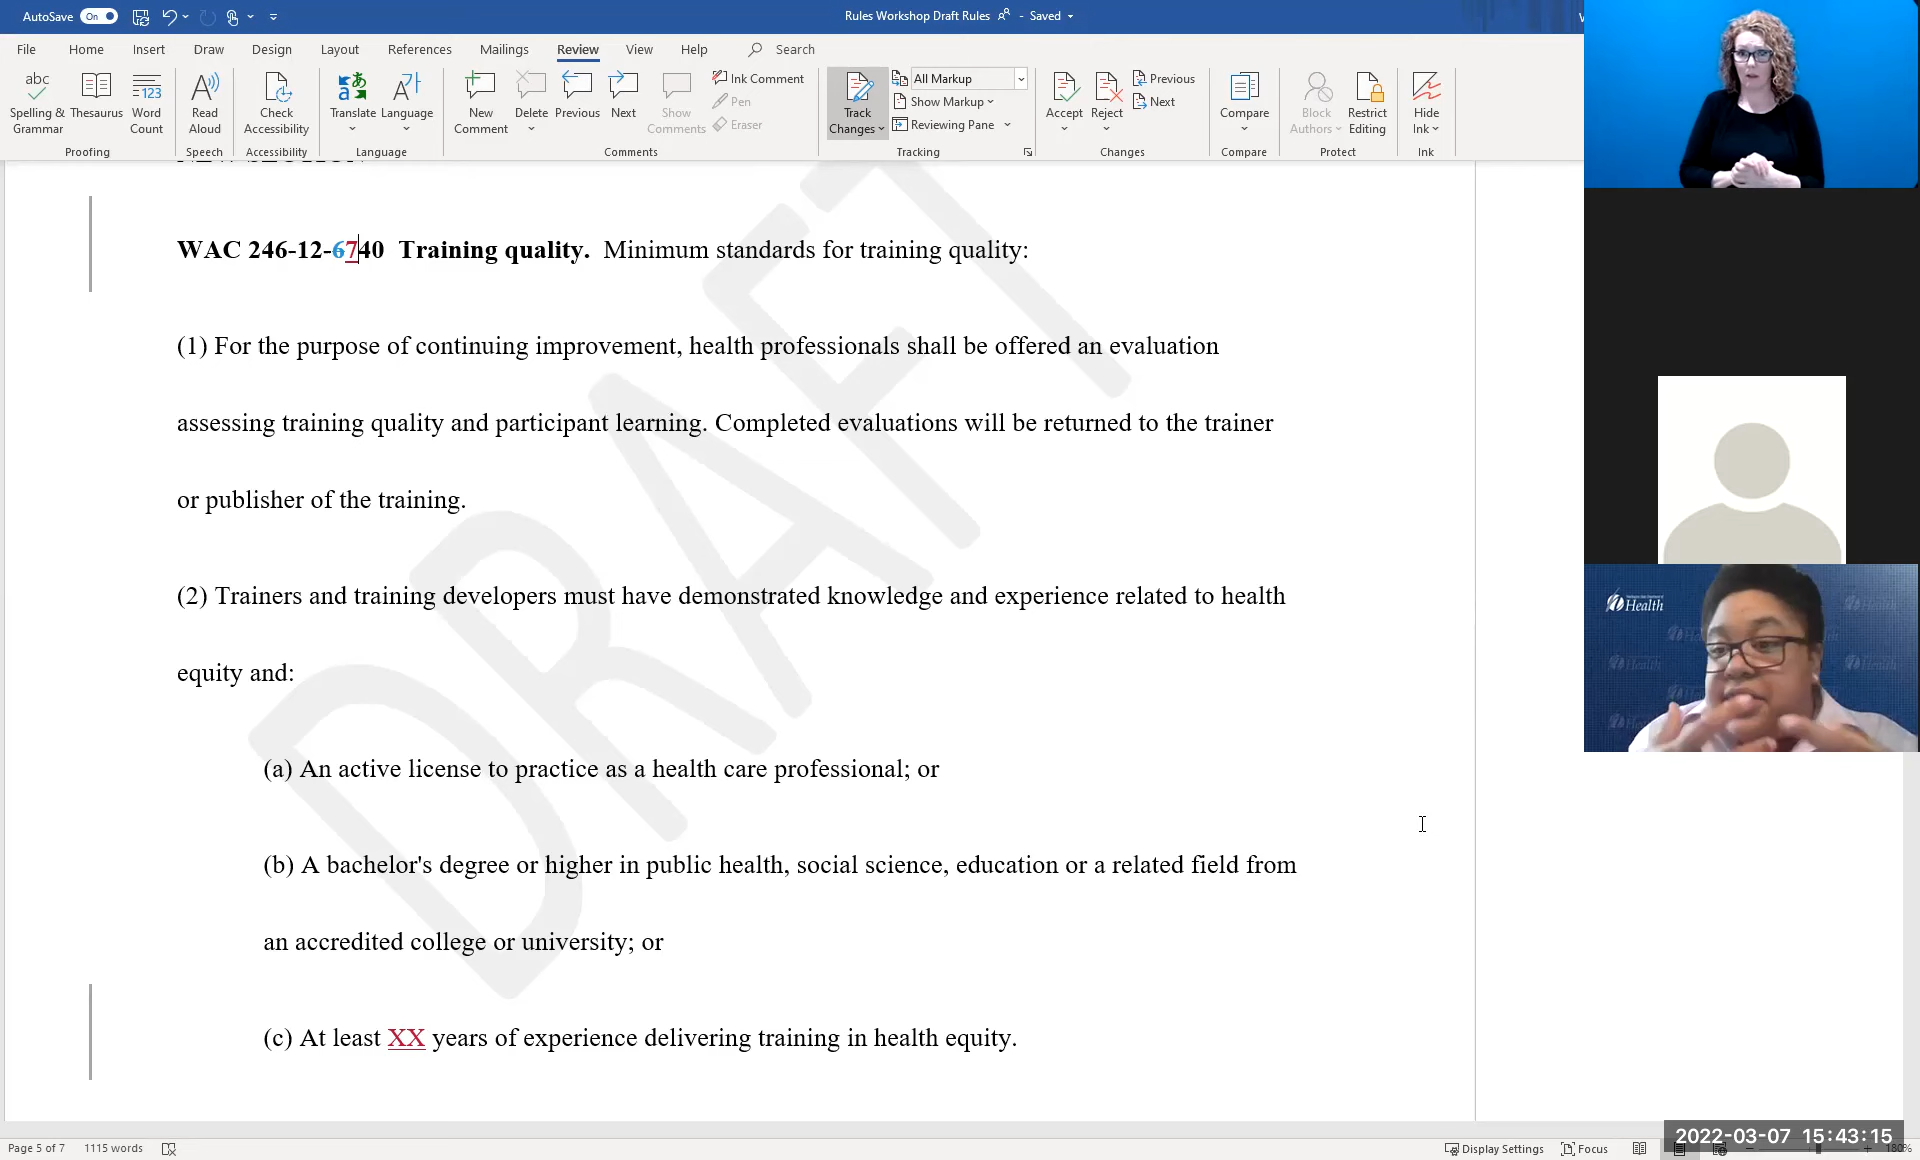 AutoSave On Rules Workshop Draft Rules - Saved
File Home Insert Draw Design Layout References Mailings Review View Help Search
abc Spelling & Grammar
Thesaurus
123 Word Count
Read Aloud
Check Accessibility
Translate
Language
New Comment
Delete
Previous
Next
Show Comments
Ink Comment
Pen
Eraser
Track Changes
All Markup
Show Markup
Reviewing Pane
Accept
Reject
Previous
Next
Compare
Block Authors
Restrict Editing
Hide Ink
Proofing Speech Accessibility Language Comments Tracking Changes Compare Protect Ink
WAC 246-12-6740 Training quality. Minimum standards for training quality:
(1) For the purpose of continuing improvement, health professionals shall be offered an evaluation
assessing training quality and participant learning. Completed evaluations will be returned to the trainer
or publisher of the training.
(2) Trainers and training developers must have demonstrated knowledge and experience related to health
equity and:
(a) An active license to practice as a health care professional; or
(b) A bachelor's degree or higher in public health, social science, education or a related field from
an accredited college or university; or
(c) At least XX years of experience delivering training in health equity.
DRAFT
Health
Page 5 of 7 1115 words Display Settings Focus 180%
2022-03-07 15:43:15